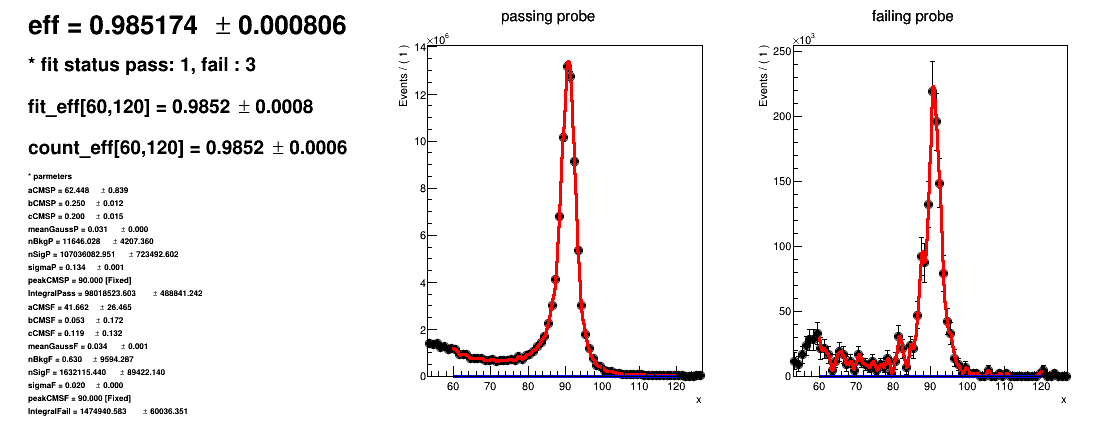 eff = 0.985174 ± 0.000806
* fit status pass: 1, fail : 3
fit_eff[60,120] = 0.9852 ± 0.0008
count_eff[60,120] = 0.9852 ± 0.0006
* parmeters
aCMSP = 62.448 ± 0.839
bCMSP = 0.250 ± 0.012
cCMSP = 0.200 ± 0.015
meanGaussP = 0.031 ± 0.000
nBkgP = 11646.028 ± 4207.360
nSigP = 107036082.951 ± 723492.602
sigmaP = 0.134 ± 0.001
peakCMSP = 90.000 [Fixed]
IntegralPass = 98018523.603 ± 488841.242
aCMSF = 41.662 ± 26.465
bCMSF = 0.053 ± 0.172
cCMSF = 0.119 ± 0.132
meanGaussF = 0.034 ± 0.001
nBkgF = 0.630 ± 9594.287
nSigF = 1632115.440 ± 89422.140
sigmaF = 0.020 ± 0.000
peakCMSF = 90.000 [Fixed]
IntegralFail = 1474940.583 ± 60036.351
passing probe
×10⁶
Events / ( 1 )
14
12
10
8
6
4
2
0
60 70 80 90 100 110 120
x
failing probe
×10³
Events / ( 1 )
250
200
150
100
50
0
60 70 80 90 100 110 120
x